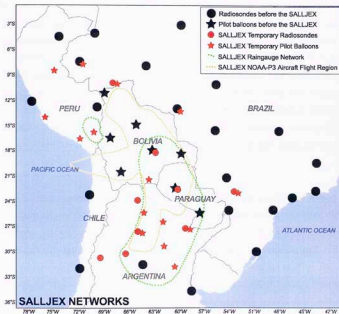 Radiosondes before the SALLJEX
Pilot balloons before the SALLJEX
SALLJEX Temporary Radiosondes
SALLJEX Temporary Pilot Balloons
SALLJEX Raingauge Network
SALLJEX NOAA-P3 Aircraft Flight Region
3°S
6°S
9°S
12°S
15°S
18°S
21°S
24°S
27°S
30°S
33°S
36°S
PERU
BRAZIL
BOLIVIA
PACIFIC OCEAN
PARAGUAY
CHILE
ATLANTIC OCEAN
ARGENTINA
SALLJEX NETWORKS
78°W 75°W 72°W 69°W 66°W 63°W 60°W 57°W 54°W 51°W 48°W 45°W 42°W